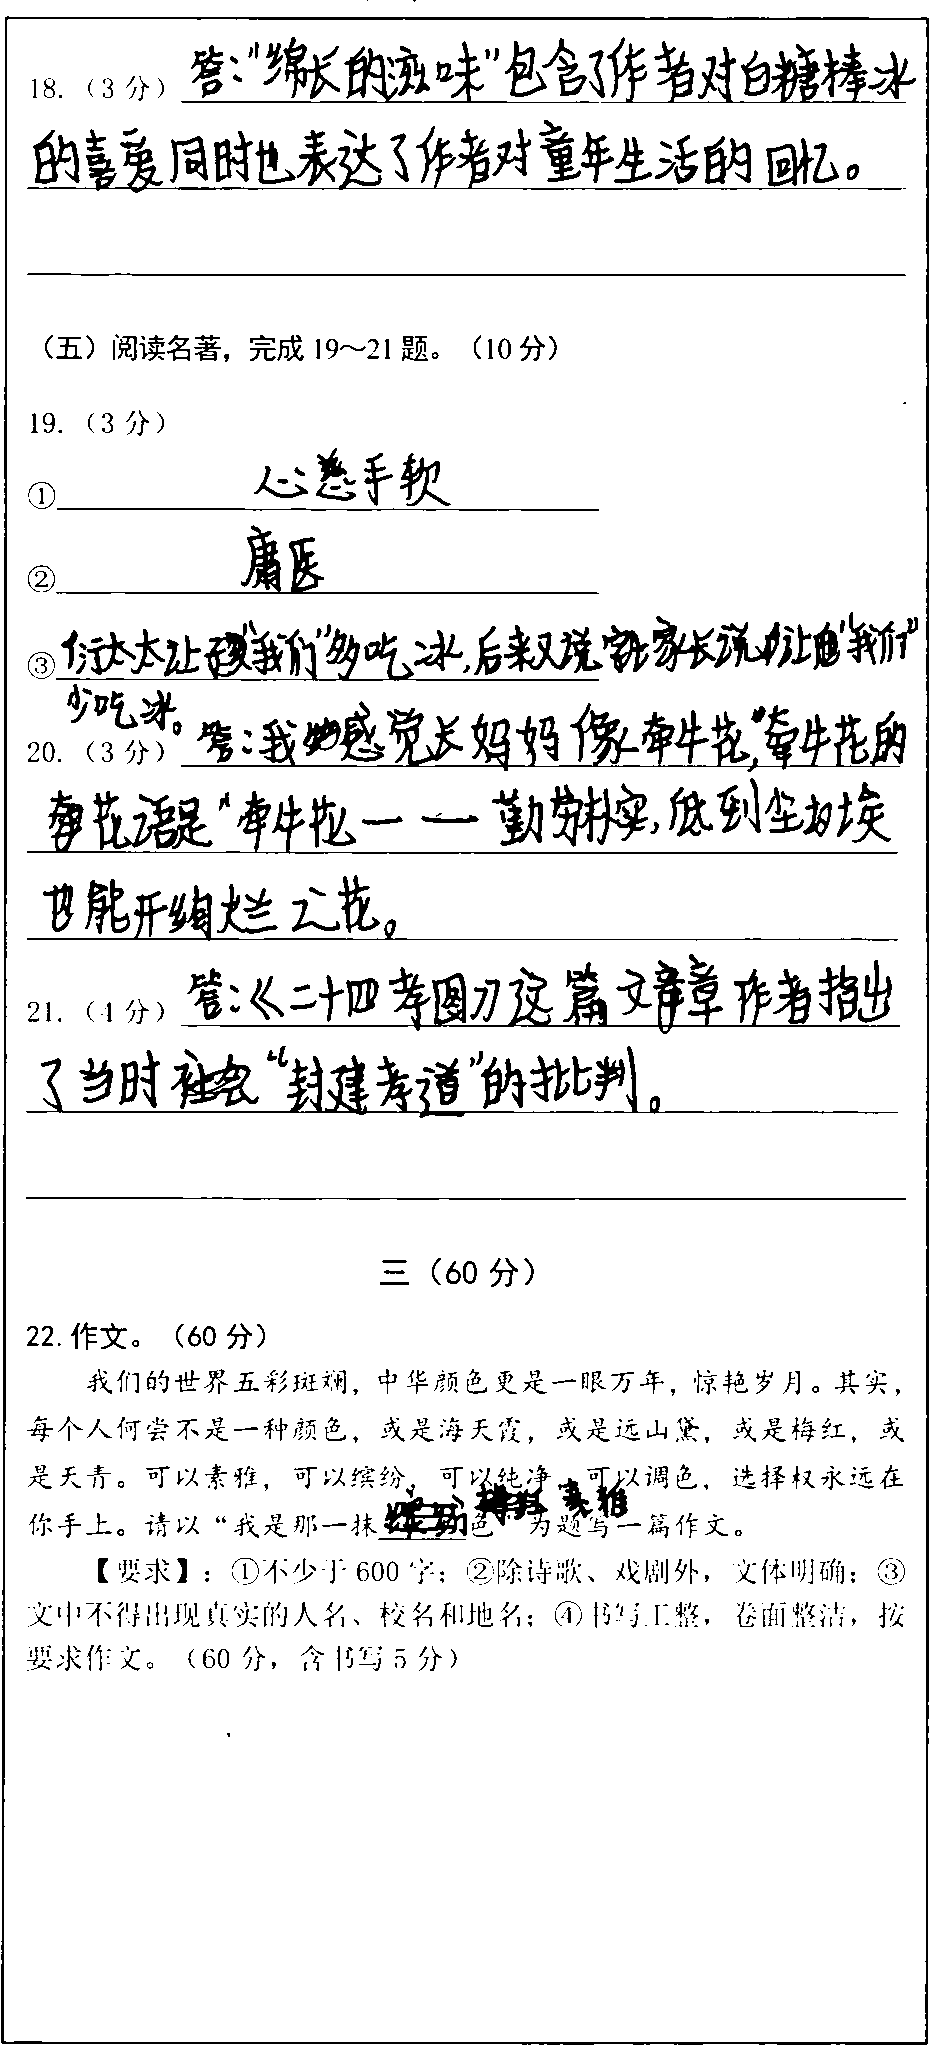 18.（3分）答："绵长的滋味"包含了作者对白糖棒冰
的喜爱同时也表达了作者对童年生活的回忆。
（五）阅读名著，完成19～21题。（10分）
19.（3分）
① 心慈手软
② 庸医
③ 衍太太让"我们"多吃冰,后来又说家长说让"我们"
少吃冰。
20.（3分）答：我感觉长妈妈像牵牛花,"牵牛花的
花语是"牵牛花——勤劳朴实,低到尘埃
也能开绚烂之花。
21.（4分）答：《二十四孝图》这篇文章作者指出
了当时社会"封建孝道"的批判。
三（60分）
22.作文。（60分）
我们的世界五彩斑斓，中华颜色更是一眼万年，惊艳岁月。其实，
每个人何尝不是一种颜色，或是海天霞，或是远山黛，或是梅红，或
是天青。可以素雅，可以缤纷，可以纯净，可以调色，选择权永远在
你手上。请以"我是那一抹 色"为题写一篇作文。
【要求】：①不少于600字；②除诗歌、戏剧外，文体明确；③
文中不得出现真实的人名、校名和地名；④书写工整，卷面整洁，按
要求作文。（60分，含书写5分）